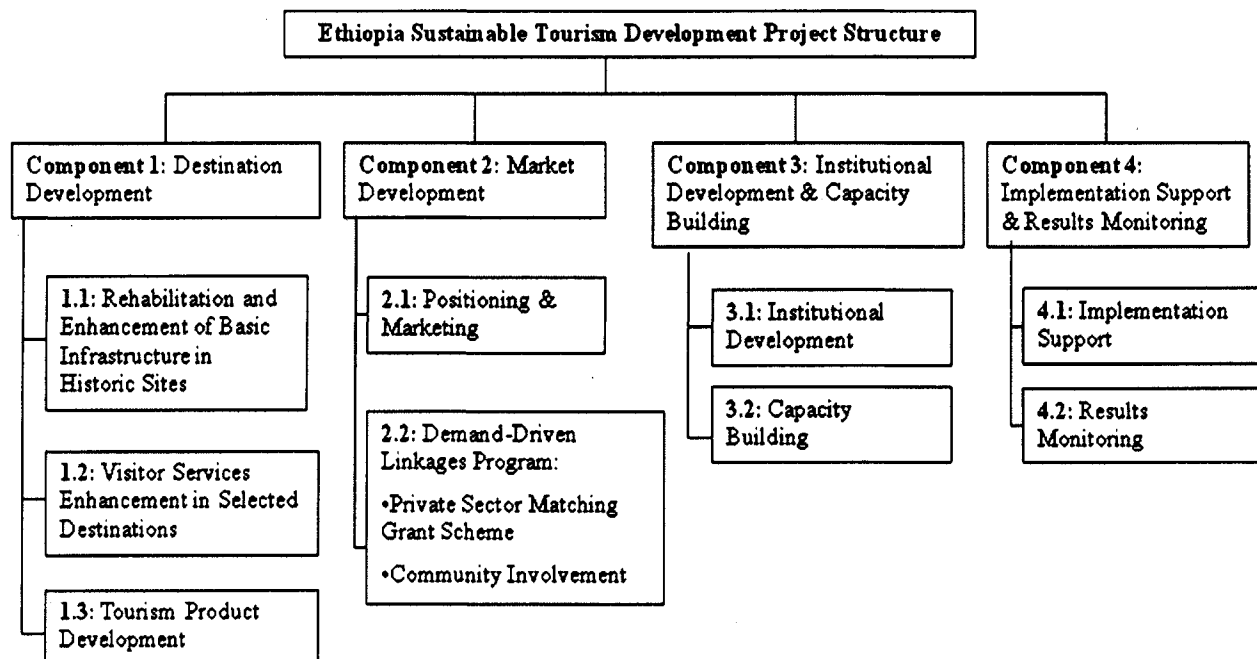 Ethiopia Sustainable Tourism Development Project Structure
Component 1: Destination
Development
1.1: Rehabilitation and
Enhancement of Basic
Infrastructure in
Historic Sites
1.2: Visitor Services
Enhancement in Selected
Destinations
1.3: Tourism Product
Development
Component 2: Market
Development
2.1: Positioning &
Marketing
2.2: Demand-Driven
Linkages Program:
•Private Sector Matching
Grant Scheme
•Community Involvement
Component 3: Institutional
Development & Capacity
Building
3.1: Institutional
Development
3.2: Capacity
Building
Component 4:
Implementation Support
& Results Monitoring
4.1: Implementation
Support
4.2: Results
Monitoring